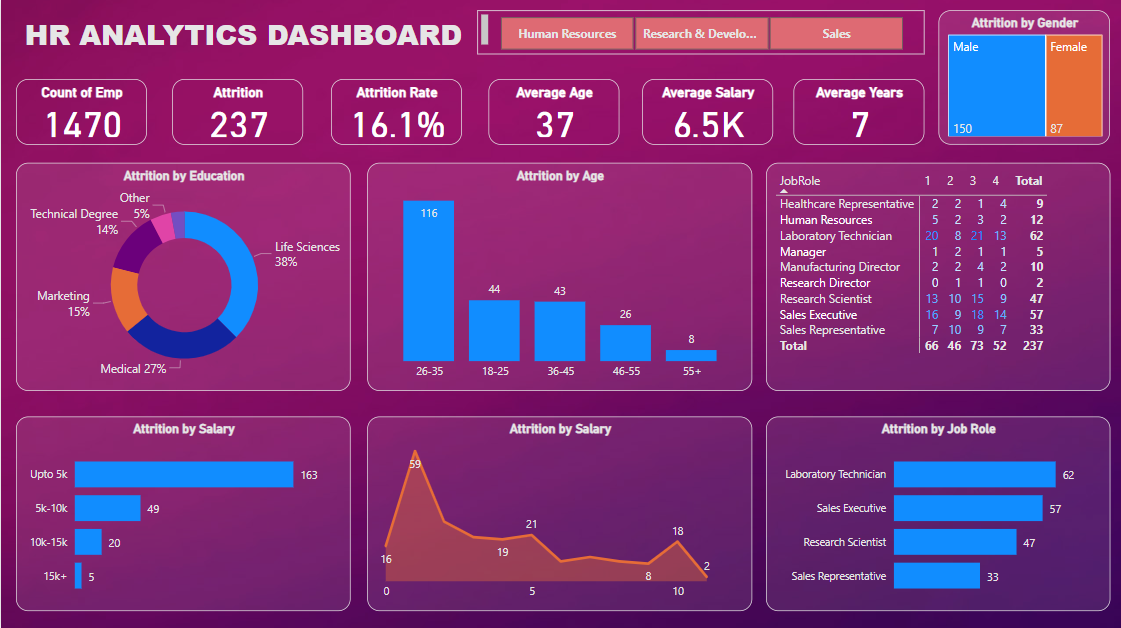 HR ANALYTICS DASHBOARD
Human Resources
Research & Develo...
Sales
Attrition by Gender
Male
Female
150
87
Count of Emp
1470
Attrition
237
Attrition Rate
16.1%
Average Age
37
Average Salary
6.5K
Average Years
7
Attrition by Education
Other
5%
Technical Degree
14%
Life Sciences
38%
Marketing
15%
Medical 27%
Attrition by Age
116
44
43
26
8
26-35
18-25
36-45
46-55
55+
JobRole 1 2 3 4 Total
Healthcare Representative 2 2 1 4 9
Human Resources 5 2 3 2 12
Laboratory Technician 20 8 21 13 62
Manager 1 2 1 1 5
Manufacturing Director 2 2 4 2 10
Research Director 0 1 1 0 2
Research Scientist 13 10 15 9 47
Sales Executive 16 9 18 14 57
Sales Representative 7 10 9 7 33
Total 66 46 73 52 237
Attrition by Salary
Upto 5k 163
5k-10k 49
10k-15k 20
15k+ 5
Attrition by Salary
59
16
19
21
8
18
2
0
5
10
Attrition by Job Role
Laboratory Technician 62
Sales Executive 57
Research Scientist 47
Sales Representative 33